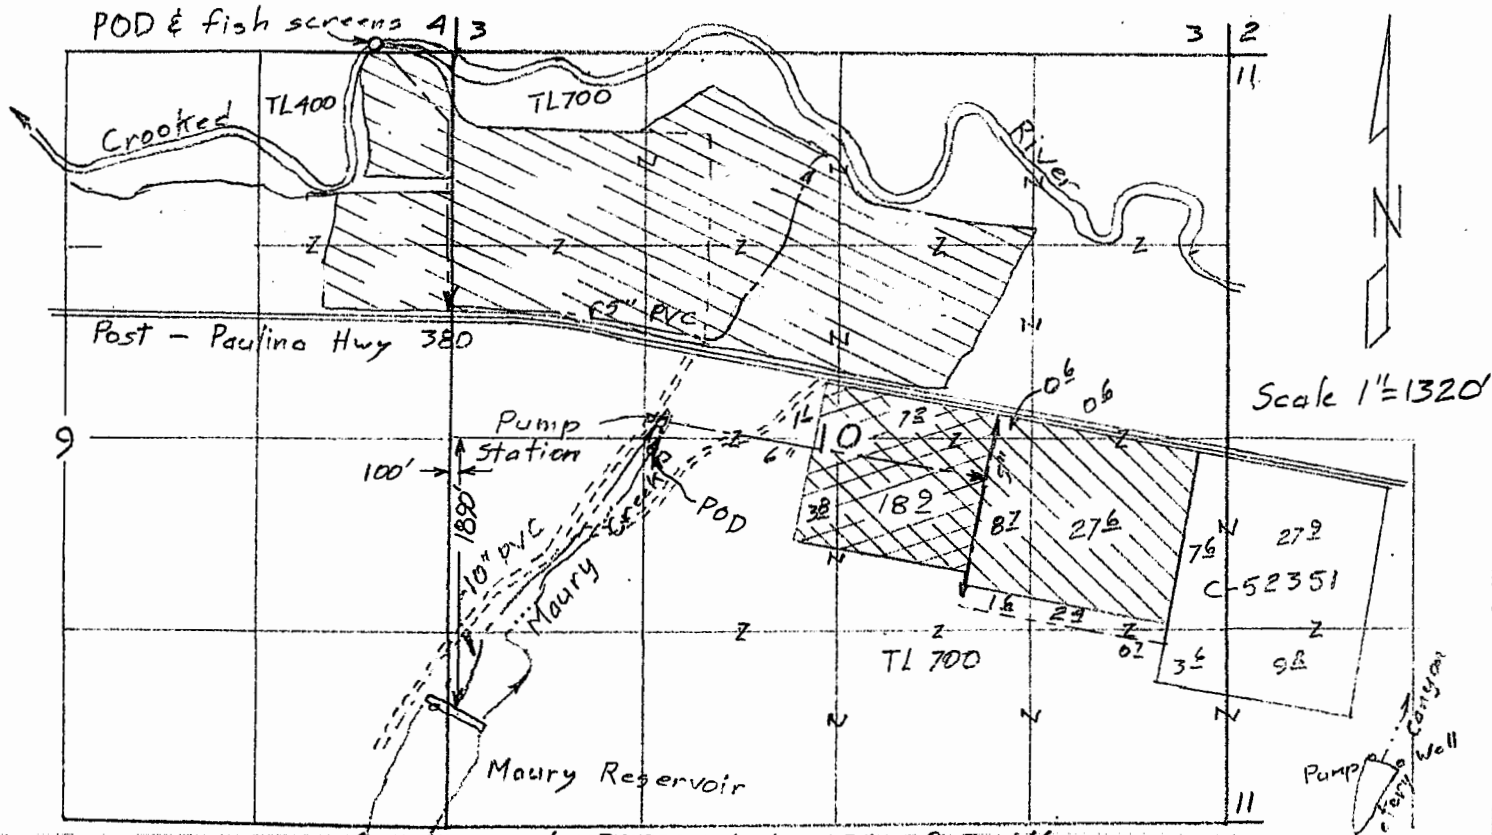 POD & fish screens
4 3
3 2
11
TL400
TL700
Crooked
River
N
Z
Z
Z
Z
Z
N
N
N
N
N
5" PVC
Post - Paulina Hwy 380
Scale 1"=1320'
Pump
Station
9
10
100'
1890'
1L
6"
Z
Z
Z
7 3
0 6
0 6
5"
18 9
3 8
8 7
27 6
7 6
N
N
27 9
C-52351
POD
10" PVC
Creek
Maury
1 6
2 9
0 7
Z
Z
Z
Z
TL 700
3 6
9 8
N
N
N
Maury Reservoir
Pump
Canyon
Well
11